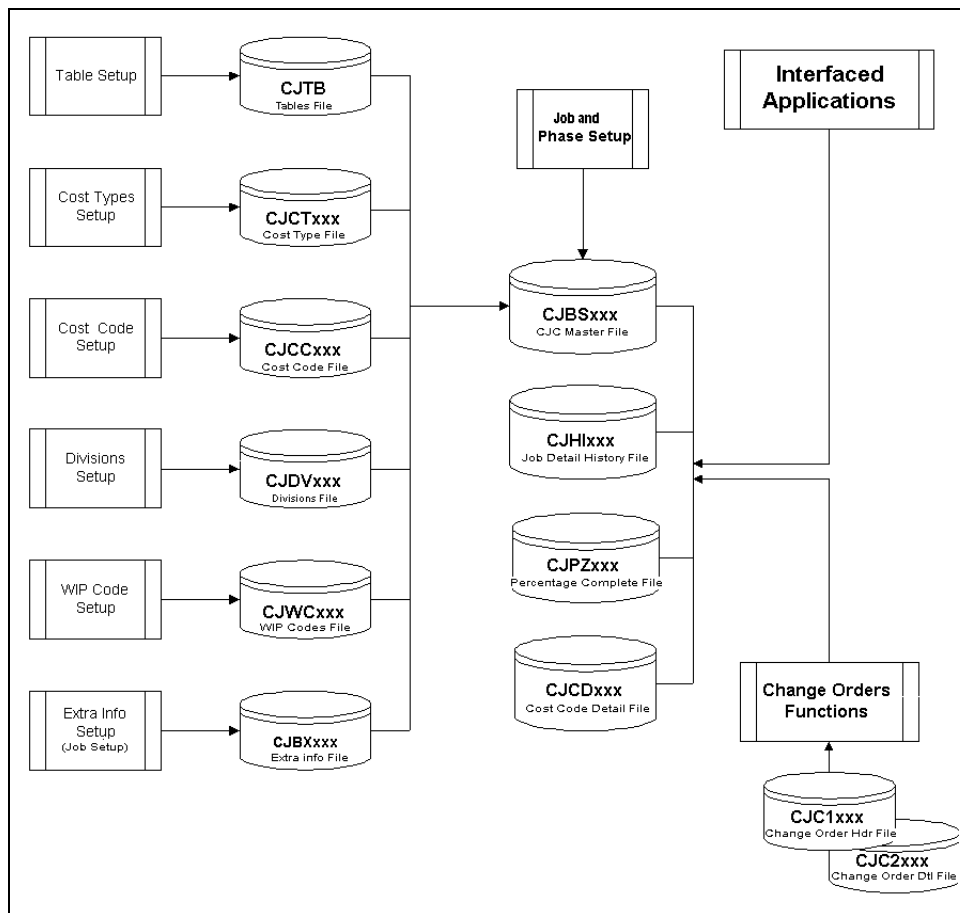 Table Setup
CJTB
Tables File
Cost Types
Setup
CJCTxxx
Cost Type File
Cost Code
Setup
CJCCxxx
Cost Code File
Divisions
Setup
CJDVxxx
Divisions File
WIP Code
Setup
CJWCxxx
WIP Codes File
Extra Info
Setup
(Job Setup)
CJBXxxx
Extra info File
Job and
Phase Setup
CJBSxxx
CJC Master File
CJHIxxx
Job Detail History File
CJPZxxx
Percentage Complete File
CJCDxxx
Cost Code Detail File
Interfaced
Applications
Change Orders
Functions
CJC1xxx
Change Order Hdr File
CJC2xxx
Change Order Dtl File